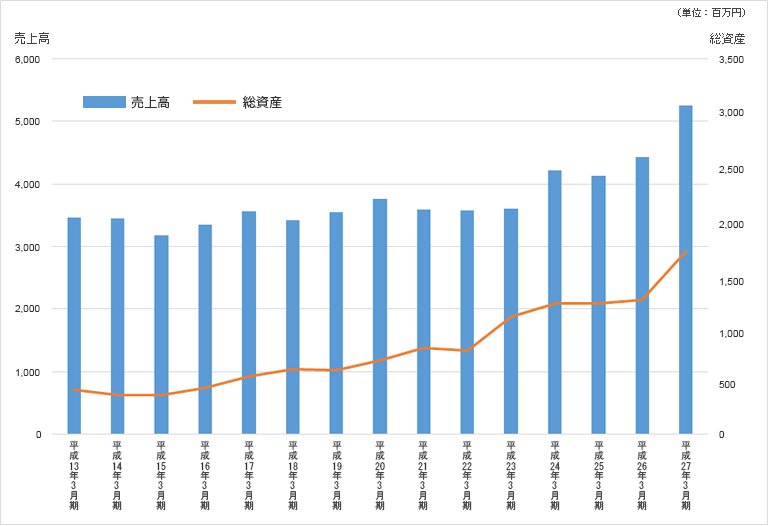 （単位：百万円）
売上高
総資産
6,000
5,000
4,000
3,000
2,000
1,000
0
3,500
3,000
2,500
2,000
1,500
1,000
500
0
売上高
総資産
平成13年3月期
平成14年3月期
平成15年3月期
平成16年3月期
平成17年3月期
平成18年3月期
平成19年3月期
平成20年3月期
平成21年3月期
平成22年3月期
平成23年3月期
平成24年3月期
平成25年3月期
平成26年3月期
平成27年3月期